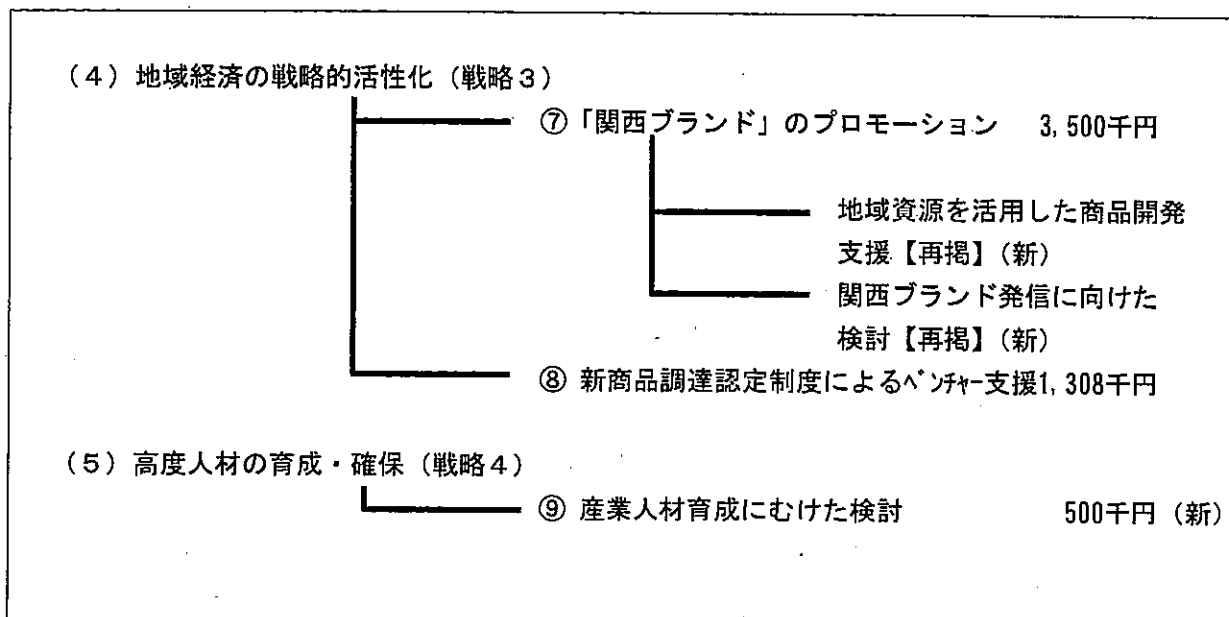 （４）地域経済の戦略的活性化（戦略３）
⑦「関西ブランド」のプロモーション　3,500千円
地域資源を活用した商品開発
支援【再掲】（新）
関西ブランド発信に向けた
検討【再掲】（新）
⑧ 新商品調達認定制度によるﾍﾞﾝﾁｬｰ支援1,308千円
（５）高度人材の育成・確保（戦略４）
⑨ 産業人材育成にむけた検討　500千円（新）